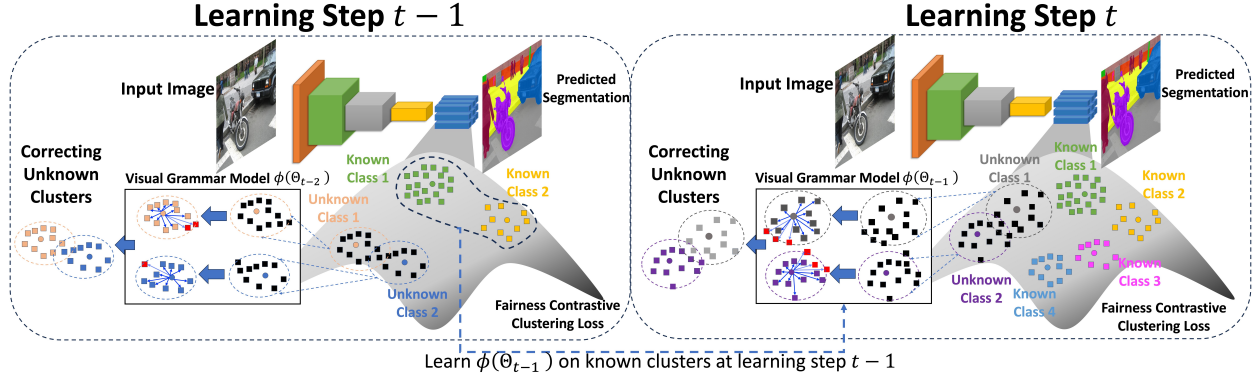 Learning Step t − 1
Input Image
Predicted
Segmentation
Correcting
Unknown
Clusters
Visual Grammar Model ϕ(Θ_{t−2})
Known
Class 1
Known
Class 2
Unknown
Class 1
Unknown
Class 2
Fairness Contrastive
Clustering Loss
Learning Step t
Input Image
Predicted
Segmentation
Correcting
Unknown
Clusters
Visual Grammar Model ϕ(Θ_{t−1})
Unknown
Class 1
Known
Class 1
Known
Class 2
Unknown
Class 2
Known
Class 4
Known
Class 3
Fairness Contrastive
Clustering Loss
Learn ϕ(Θ_{t−1}) on known clusters at learning step t − 1